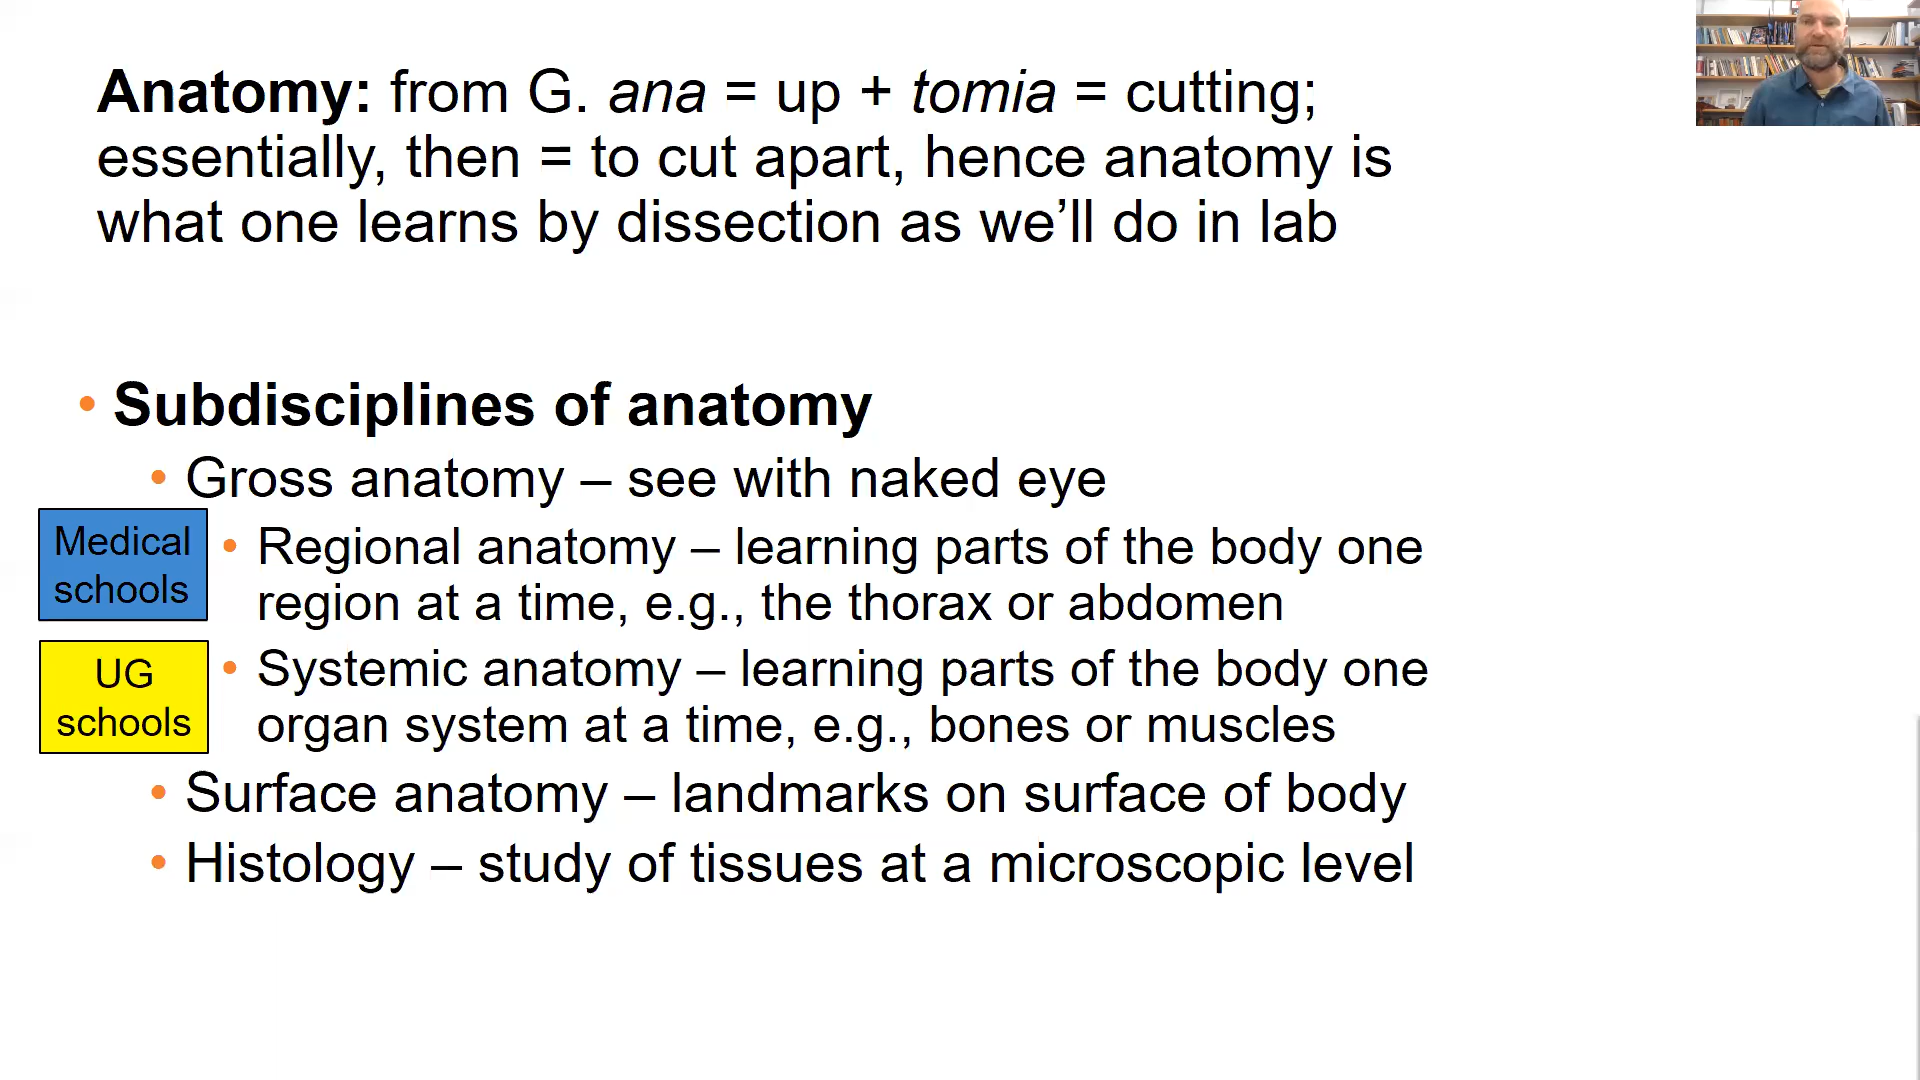 Anatomy: from G. ana = up + tomia = cutting;
essentially, then = to cut apart, hence anatomy is
what one learns by dissection as we’ll do in lab
• Subdisciplines of anatomy
• Gross anatomy – see with naked eye
Medical
schools
• Regional anatomy – learning parts of the body one
region at a time, e.g., the thorax or abdomen
UG
schools
• Systemic anatomy – learning parts of the body one
organ system at a time, e.g., bones or muscles
• Surface anatomy – landmarks on surface of body
• Histology – study of tissues at a microscopic level